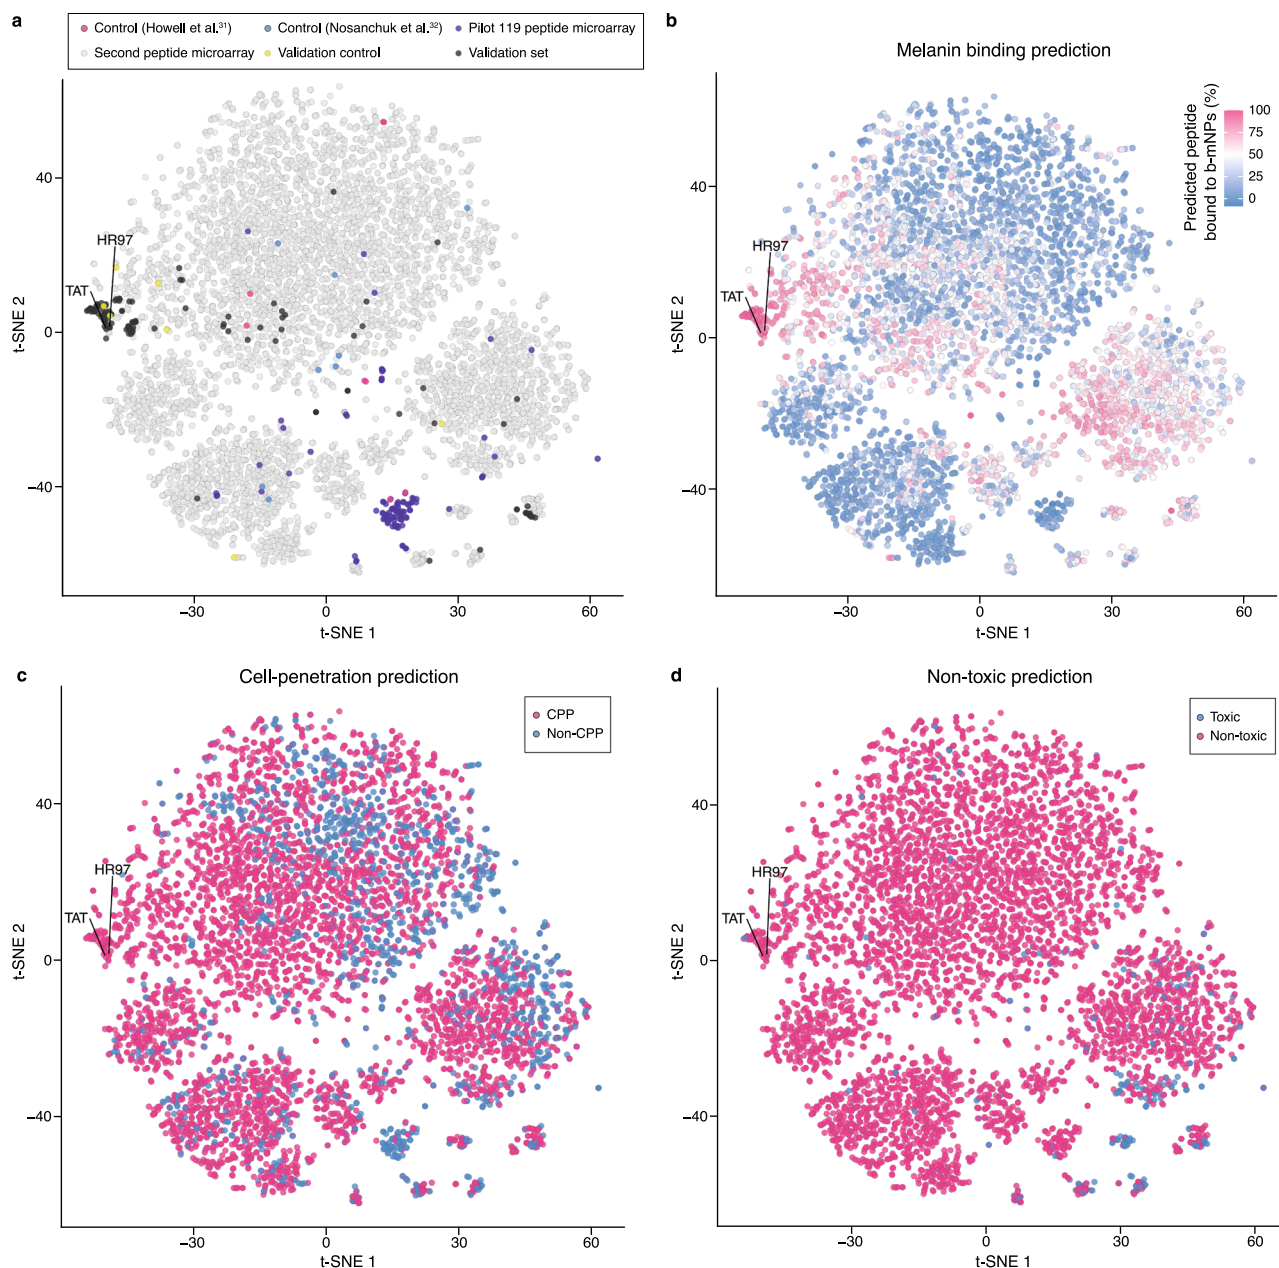 a
Control (Howell et al.³¹) Control (Nosanchuk et al.³²) Pilot 119 peptide microarray
Second peptide microarray Validation control Validation set
40
0
−40
HR97
TAT
t-SNE 2
−30 0 30 60
t-SNE 1
b
Melanin binding prediction
Predicted peptide
bound to b-mNPs (%)
100
75
50
25
0
40
0
−40
HR97
TAT
t-SNE 2
−30 0 30 60
t-SNE 1
c
Cell-penetration prediction
CPP
Non-CPP
40
0
−40
HR97
TAT
t-SNE 2
−30 0 30 60
t-SNE 1
d
Non-toxic prediction
Toxic
Non-toxic
40
0
−40
HR97
TAT
t-SNE 2
−30 0 30 60
t-SNE 1